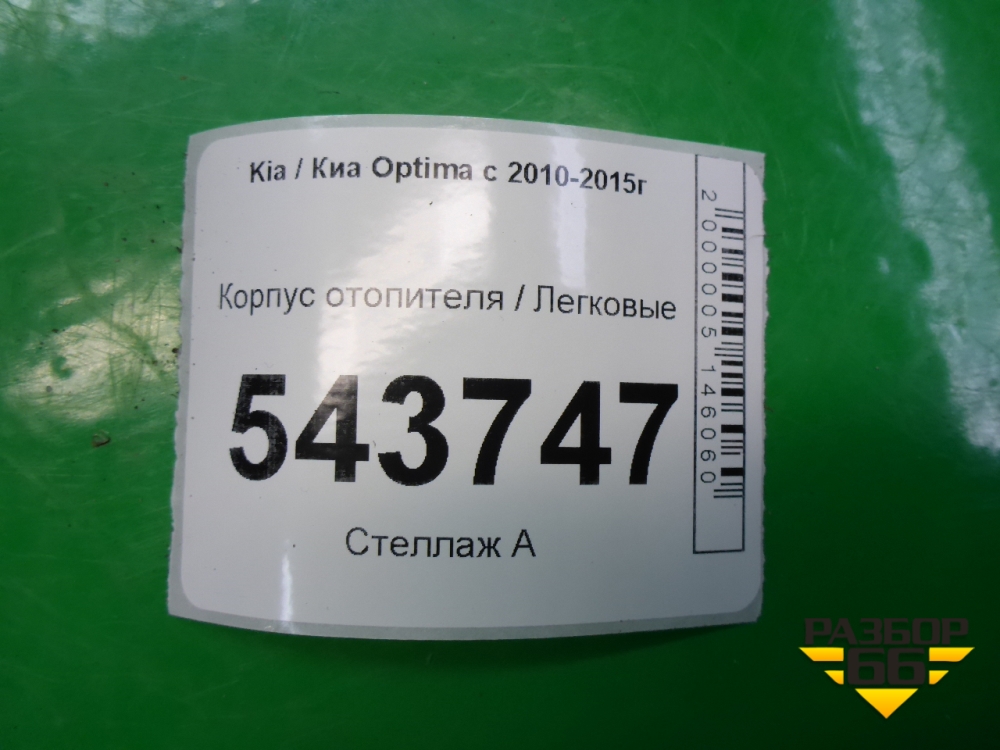 Kia / Киа Optima с 2010-2015г
Корпус отопителя / Легковые
543747
Стеллаж А
2000005146060
РАЗБОР
66